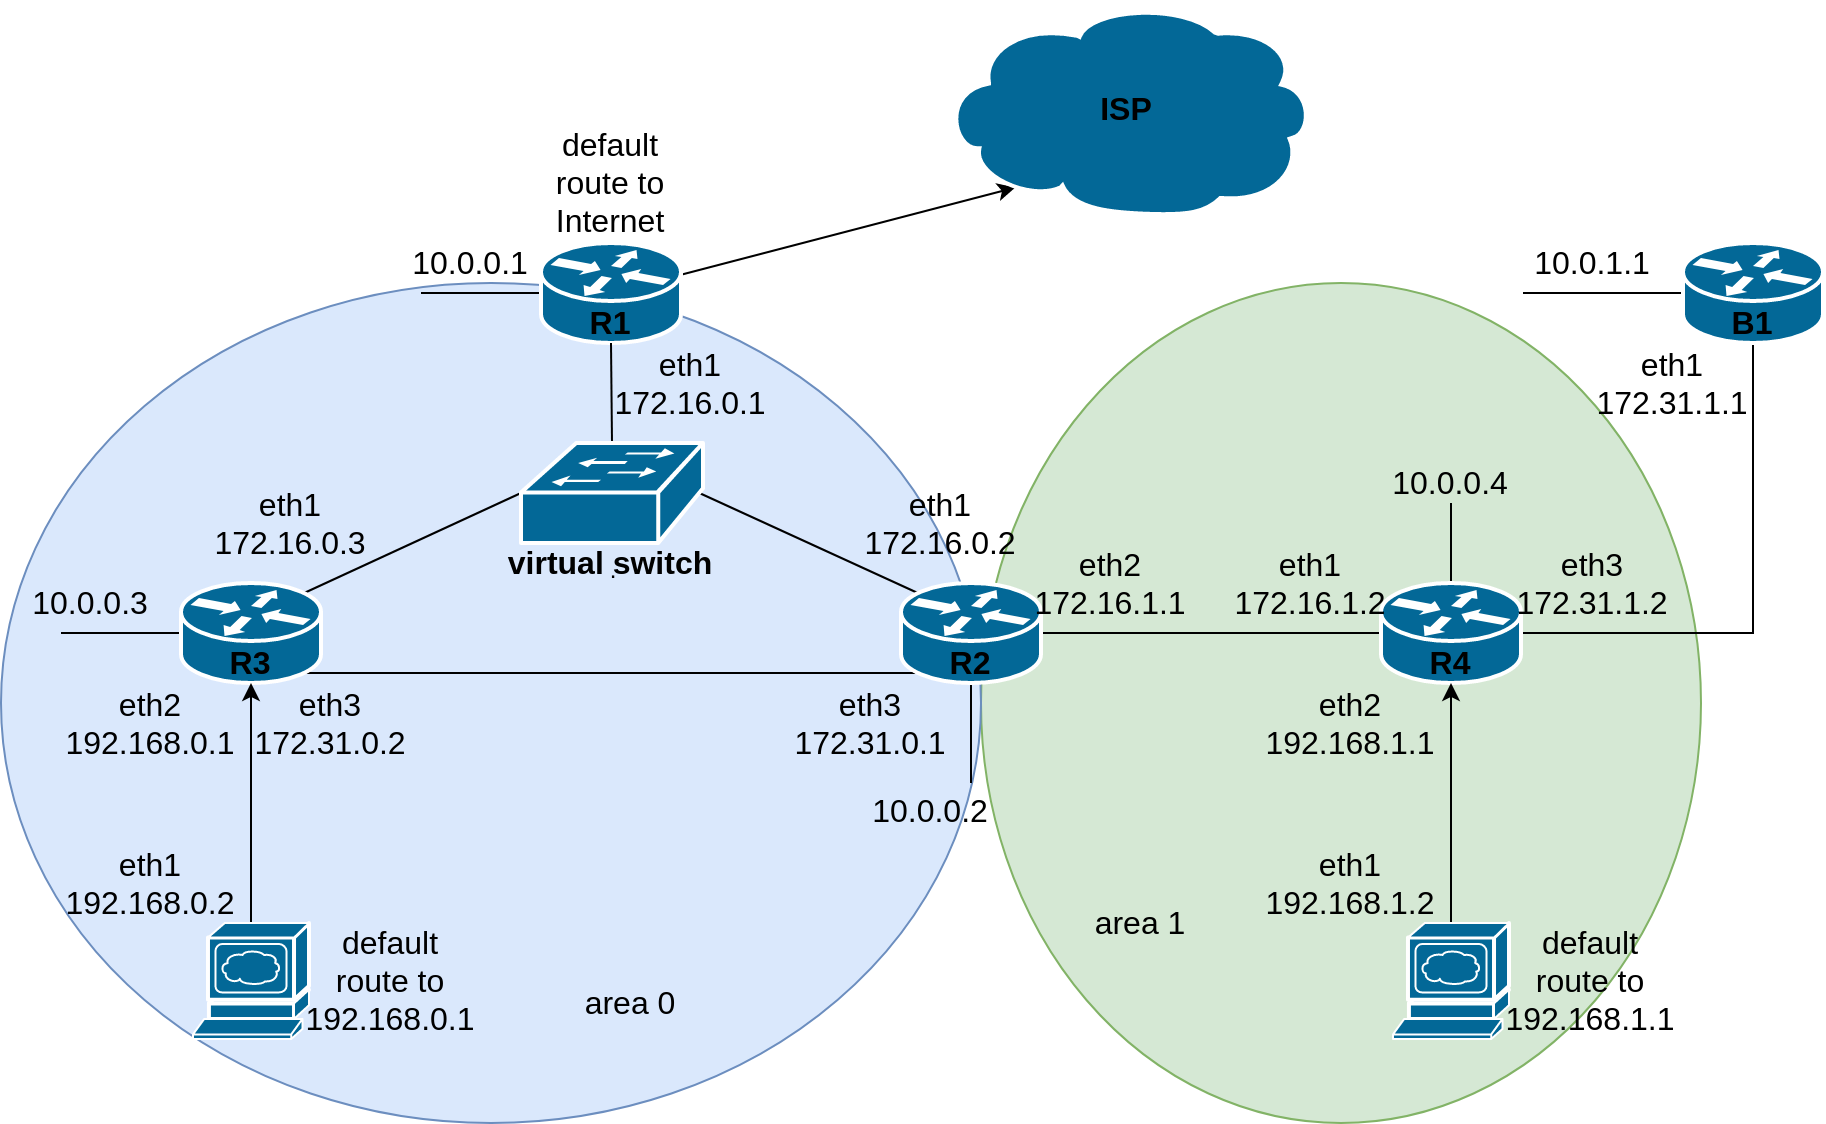 ISP
default
route to
Internet
10.0.0.1
R1
10.0.1.1
B1
eth1
172.16.0.1
eth1
172.31.1.1
virtual switch
eth1
172.16.0.3
eth1
172.16.0.2
10.0.0.4
10.0.0.3
R3
R2
eth2
172.16.1.1
eth1
172.16.1.2
R4
eth3
172.31.1.2
eth2
192.168.0.1
eth3
172.31.0.2
eth3
172.31.0.1
eth2
192.168.1.1
10.0.0.2
eth1
192.168.0.2
eth1
192.168.1.2
default
route to
192.168.0.1
area 0
area 1
default
route to
192.168.1.1